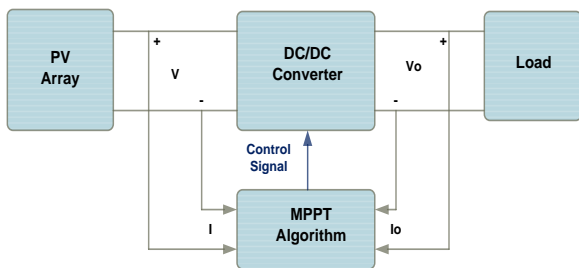 PV
Array
+
V
-
DC/DC
Converter
+
Vo
-
Load
Control
Signal
MPPT
Algorithm
I
Io